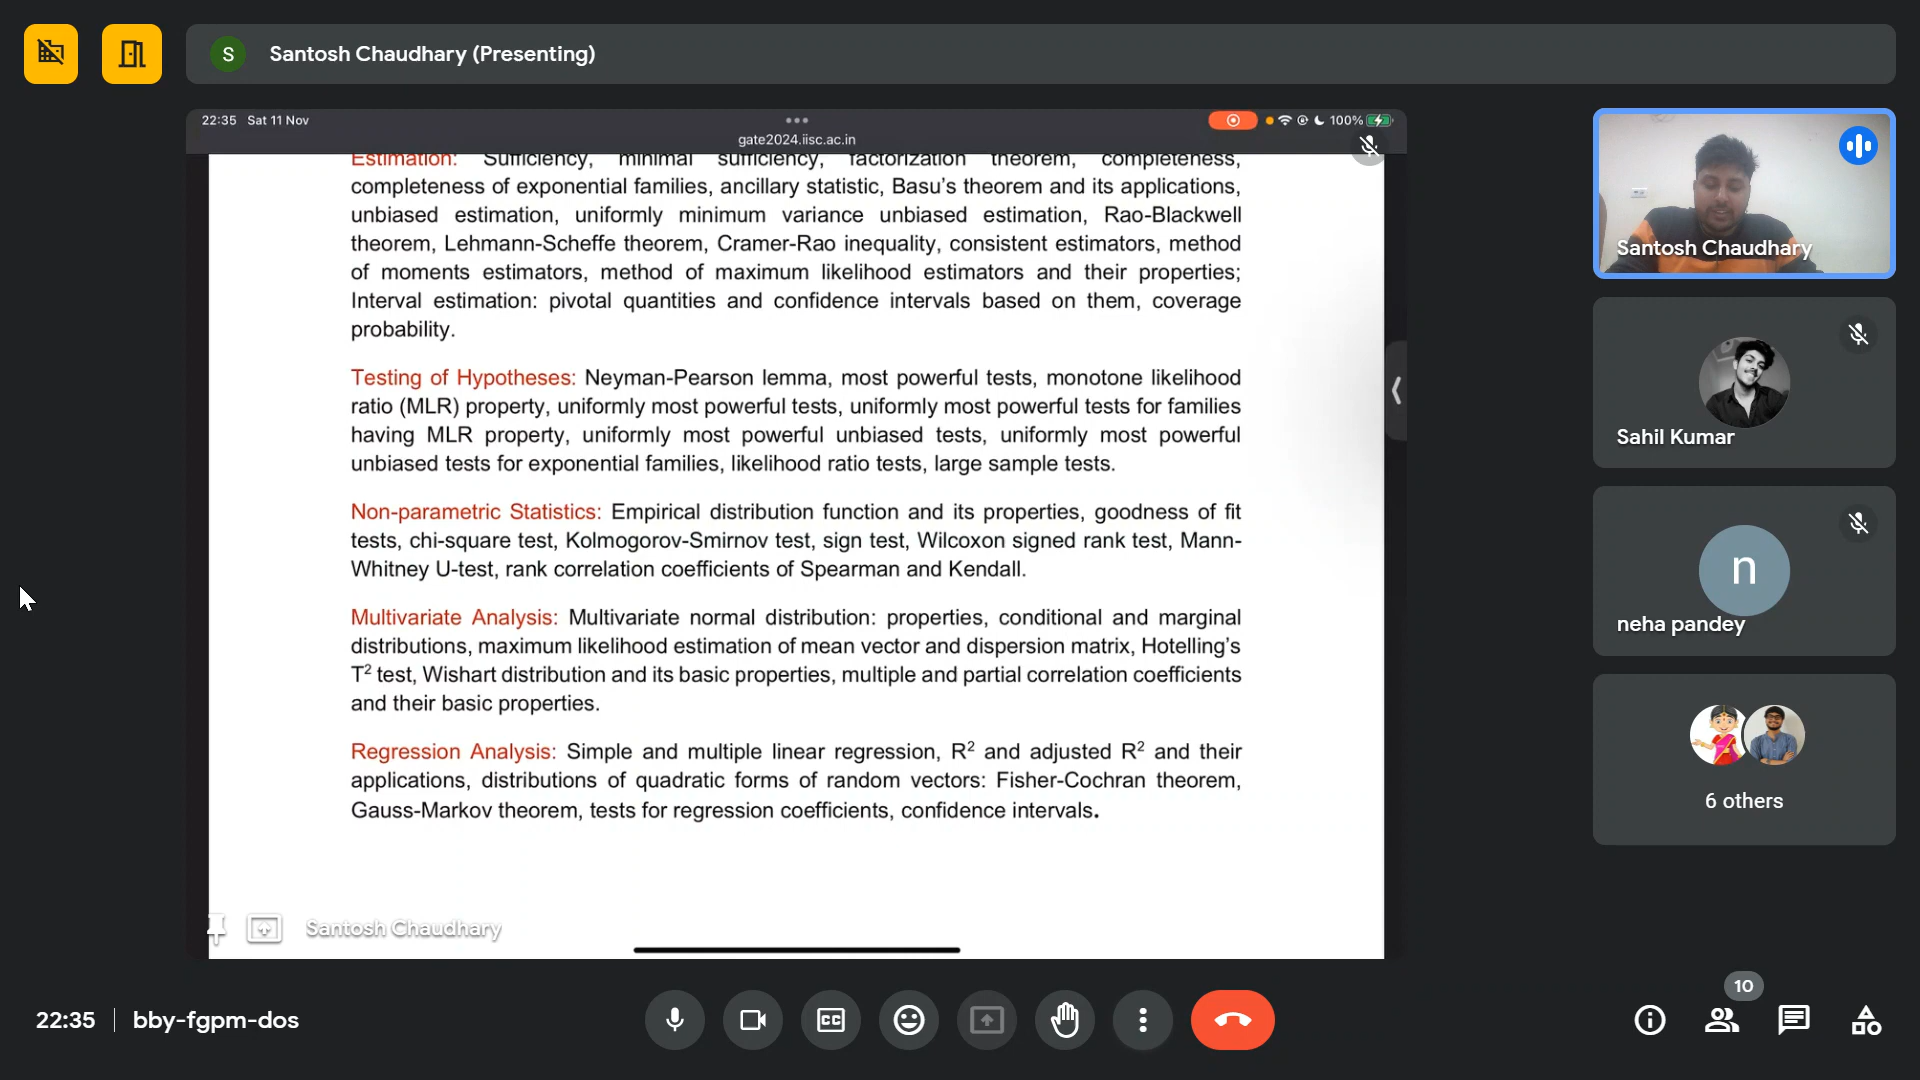 S Santosh Chaudhary (Presenting)
22:35 Sat 11 Nov
100%
gate2024.iisc.ac.in
Estimation: Sufficiency, minimal sufficiency, factorization theorem, completeness,
completeness of exponential families, ancillary statistic, Basu's theorem and its applications,
unbiased estimation, uniformly minimum variance unbiased estimation, Rao-Blackwell
theorem, Lehmann-Scheffe theorem, Cramer-Rao inequality, consistent estimators, method
of moments estimators, method of maximum likelihood estimators and their properties;
Interval estimation: pivotal quantities and confidence intervals based on them, coverage
probability.
Testing of Hypotheses: Neyman-Pearson lemma, most powerful tests, monotone likelihood
ratio (MLR) property, uniformly most powerful tests, uniformly most powerful tests for families
having MLR property, uniformly most powerful unbiased tests, uniformly most powerful
unbiased tests for exponential families, likelihood ratio tests, large sample tests.
Non-parametric Statistics: Empirical distribution function and its properties, goodness of fit
tests, chi-square test, Kolmogorov-Smirnov test, sign test, Wilcoxon signed rank test, Mann-
Whitney U-test, rank correlation coefficients of Spearman and Kendall.
Multivariate Analysis: Multivariate normal distribution: properties, conditional and marginal
distributions, maximum likelihood estimation of mean vector and dispersion matrix, Hotelling's
T² test, Wishart distribution and its basic properties, multiple and partial correlation coefficients
and their basic properties.
Regression Analysis: Simple and multiple linear regression, R² and adjusted R² and their
applications, distributions of quadratic forms of random vectors: Fisher-Cochran theorem,
Gauss-Markov theorem, tests for regression coefficients, confidence intervals.
Santosh Chaudhary
Santosh Chaudhary
Sahil Kumar
n
neha pandey
6 others
22:35 | bby-fgpm-dos
CC
10